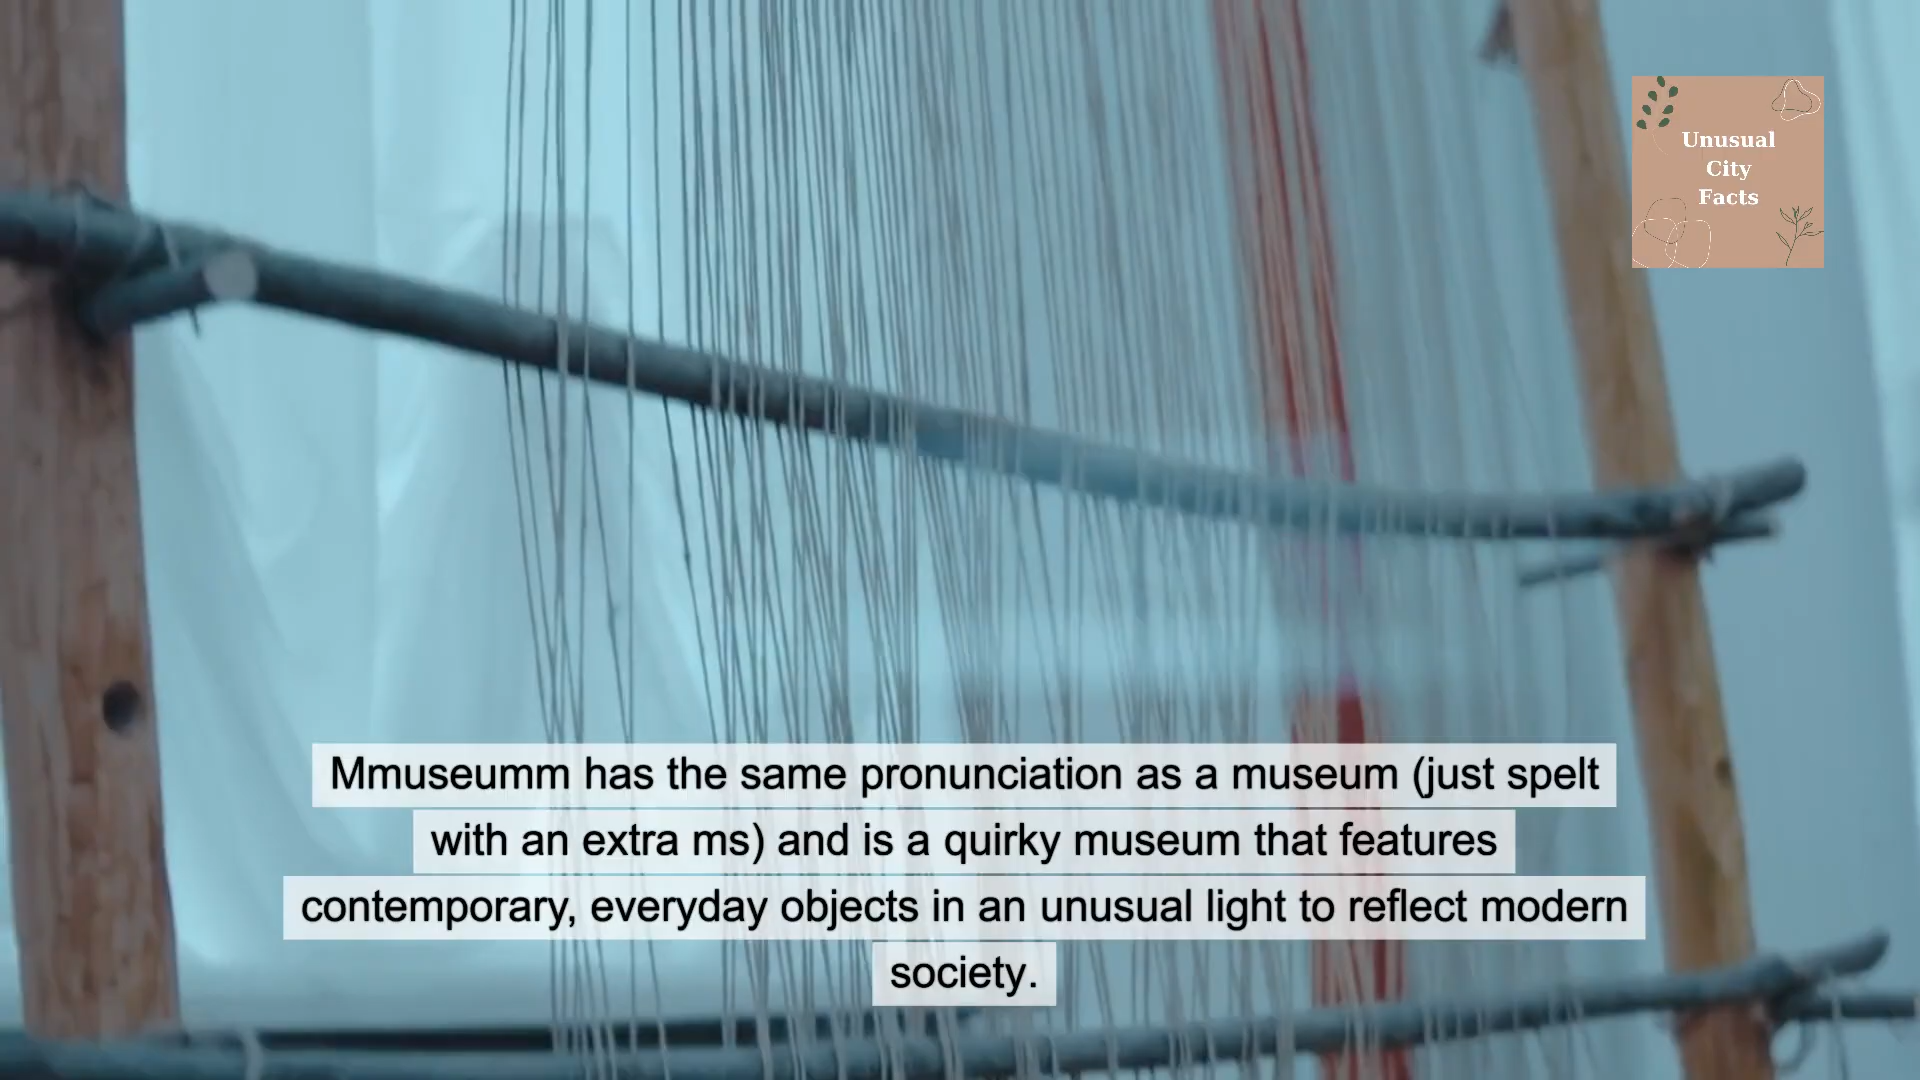 Unusual
City
Facts
Mmuseumm has the same pronunciation as a museum (just spelt
with an extra ms) and is a quirky museum that features
contemporary, everyday objects in an unusual light to reflect modern
society.